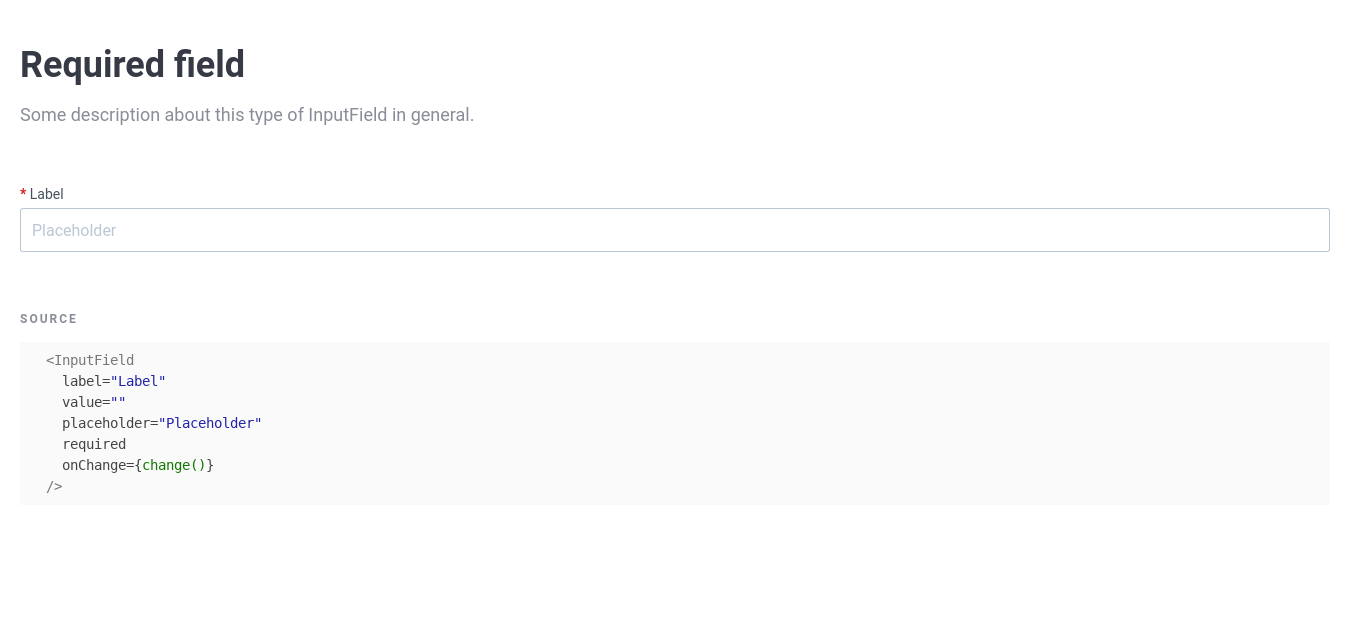 Required field
Some description about this type of InputField in general.
* Label
Placeholder
SOURCE
<InputField
  label="Label"
  value=""
  placeholder="Placeholder"
  required
  onChange={change()}
/>